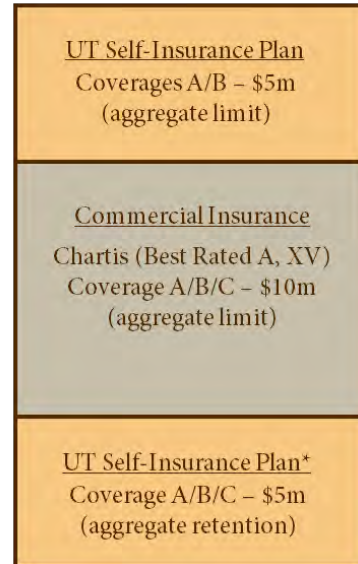 UT Self-Insurance Plan
Coverages A/B – $5m
(aggregate limit)
Commercial Insurance
Chartis (Best Rated A, XV)
Coverage A/B/C – $10m
(aggregate limit)
UT Self-Insurance Plan*
Coverage A/B/C – $5m
(aggregate retention)